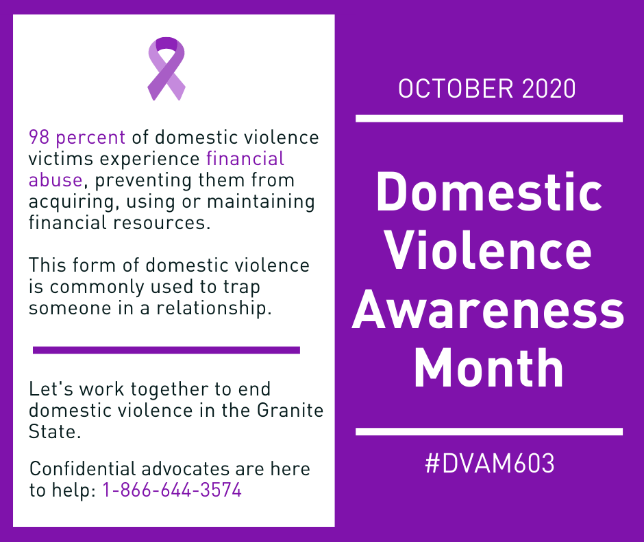 98 percent of domestic violence
victims experience financial
abuse, preventing them from
acquiring, using or maintaining
financial resources.
This form of domestic violence
is commonly used to trap
someone in a relationship.
Let's work together to end
domestic violence in the Granite
State.
Confidential advocates are here
to help: 1-866-644-3574
OCTOBER 2020
Domestic
Violence
Awareness
Month
#DVAM603